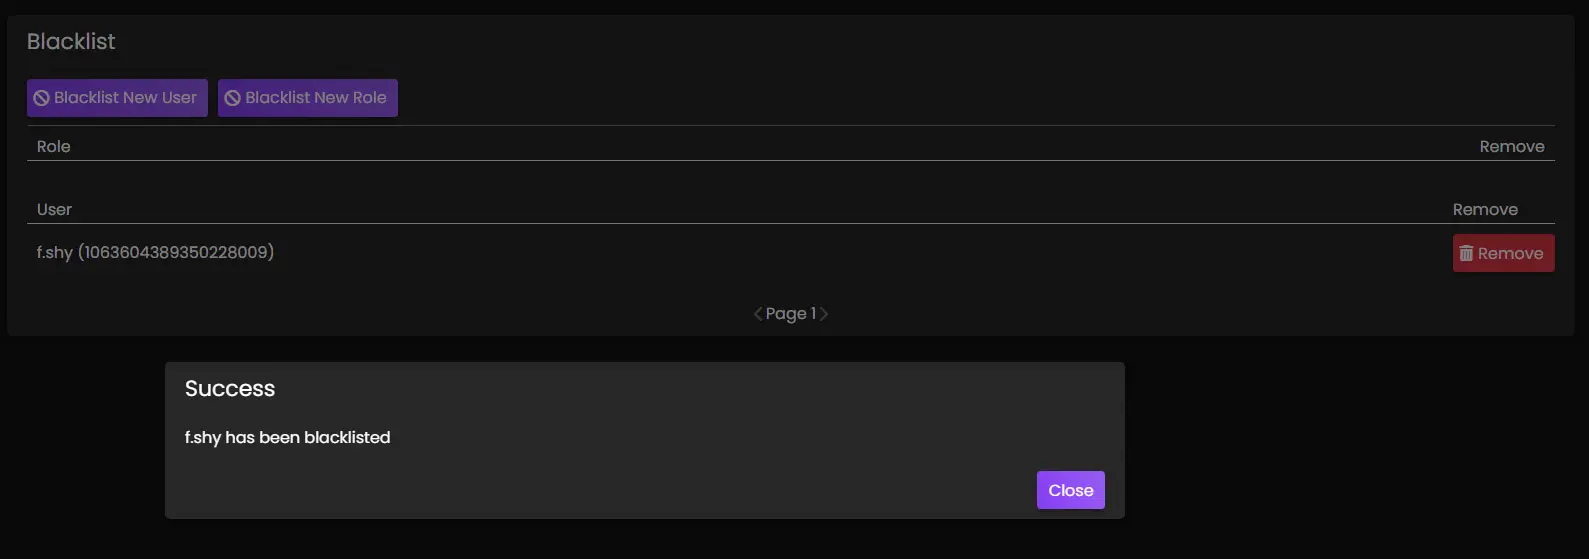 Blacklist
Blacklist New User Blacklist New Role
Role Remove
User Remove
f.shy (1063604389350228009) Remove
Page 1
Success
f.shy has been blacklisted
Close